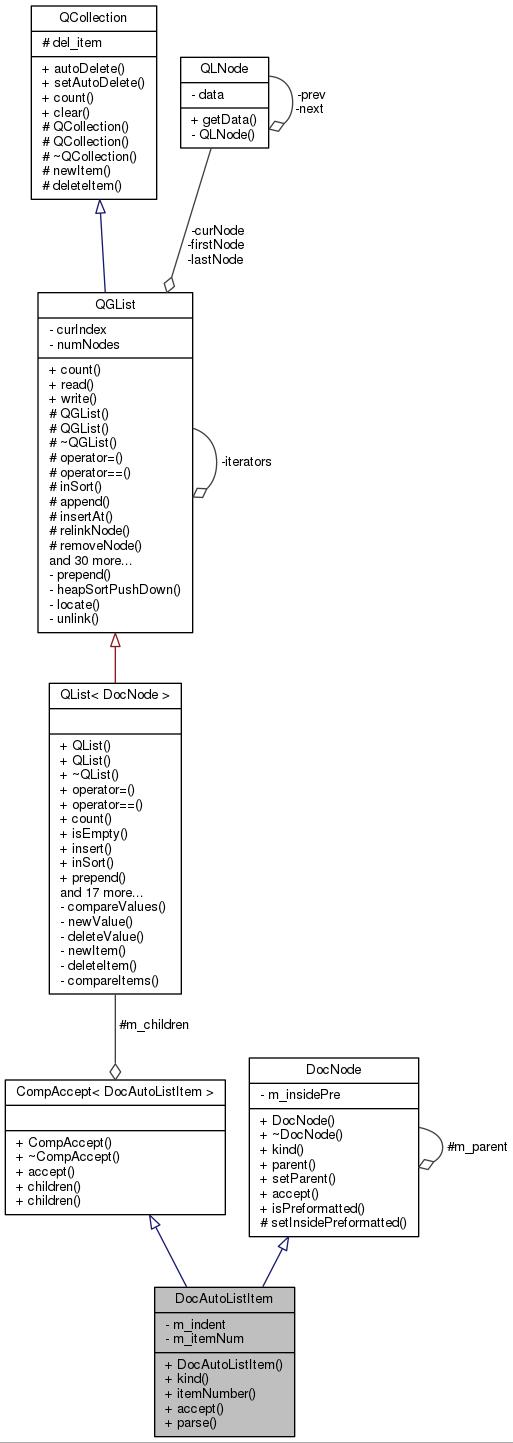 QCollection
# del_item
+ autoDelete()
+ setAutoDelete()
+ count()
+ clear()
# QCollection()
# QCollection()
# ~QCollection()
# newItem()
# deleteItem()
QLNode
- data
+ getData()
- QLNode()
-prev
-next
-curNode
-firstNode
-lastNode
QGList
- curIndex
- numNodes
+ count()
+ read()
+ write()
# QGList()
# QGList()
# ~QGList()
# operator=()
# operator==()
# inSort()
# append()
# insertAt()
# relinkNode()
# removeNode()
and 30 more...
- prepend()
- heapSortPushDown()
- locate()
- unlink()
-iterators
QList< DocNode >
+ QList()
+ QList()
+ ~QList()
+ operator=()
+ operator==()
+ count()
+ isEmpty()
+ insert()
+ inSort()
+ prepend()
and 17 more...
- compareValues()
- newValue()
- deleteValue()
- newItem()
- deleteItem()
- compareItems()
#m_children
CompAccept< DocAutoListItem >
+ CompAccept()
+ ~CompAccept()
+ accept()
+ children()
+ children()
DocNode
- m_insidePre
+ DocNode()
+ ~DocNode()
+ kind()
+ parent()
+ setParent()
+ accept()
+ isPreformatted()
# setInsidePreformatted()
#m_parent
DocAutoListItem
- m_indent
- m_itemNum
+ DocAutoListItem()
+ kind()
+ itemNumber()
+ accept()
+ parse()